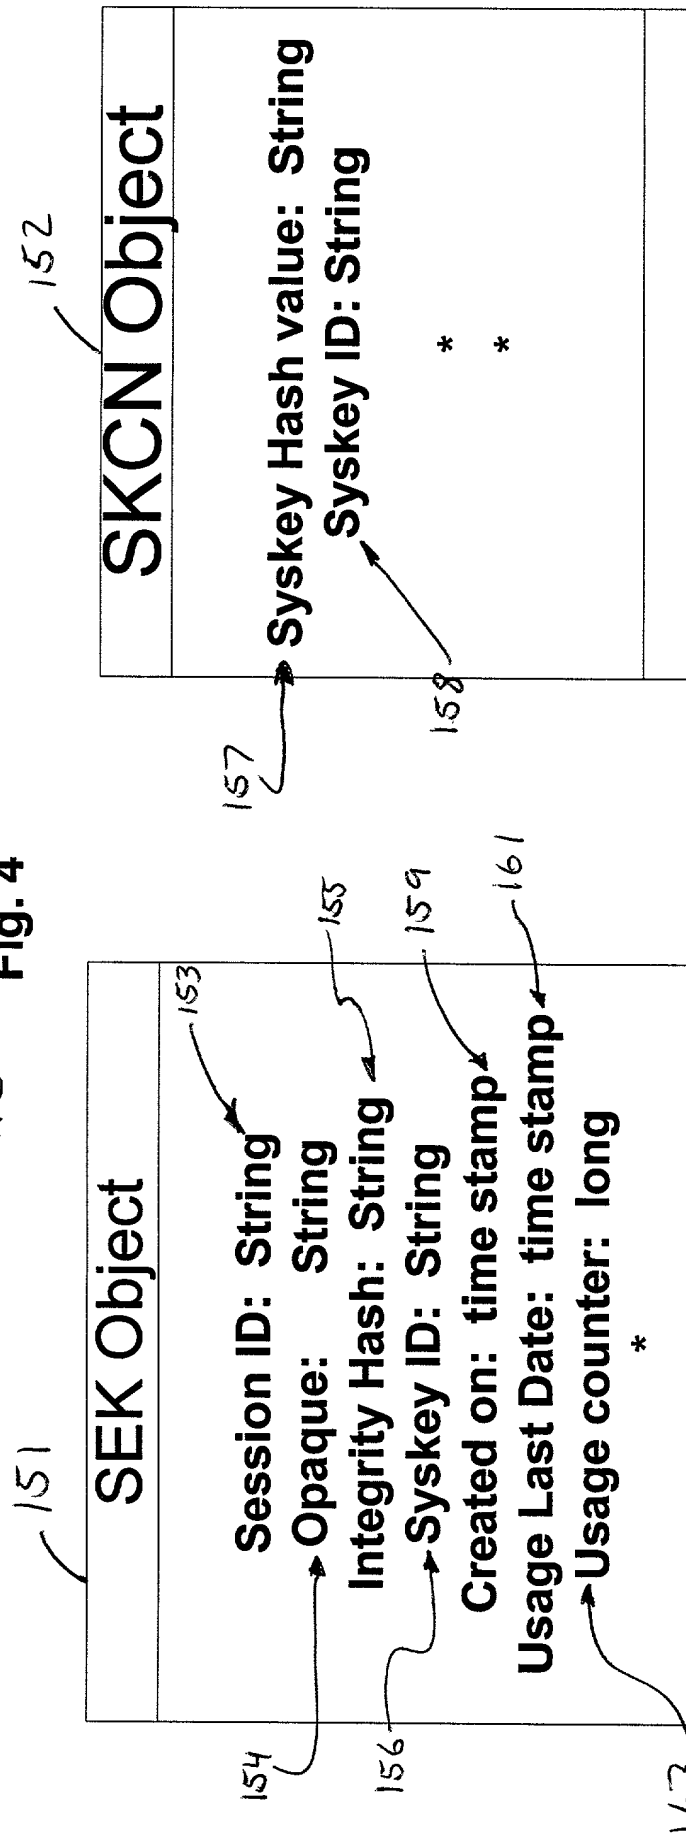 Fig. 4
151
SEK Object
153
Session ID: String
154
Opaque: String
155
Integrity Hash: String
156
Syskey ID: String
159
Created on: time stamp
161
Usage Last Date: time stamp
Usage counter: long
*
152
SKCN Object
157
Syskey Hash value: String
158
Syskey ID: String
*
*